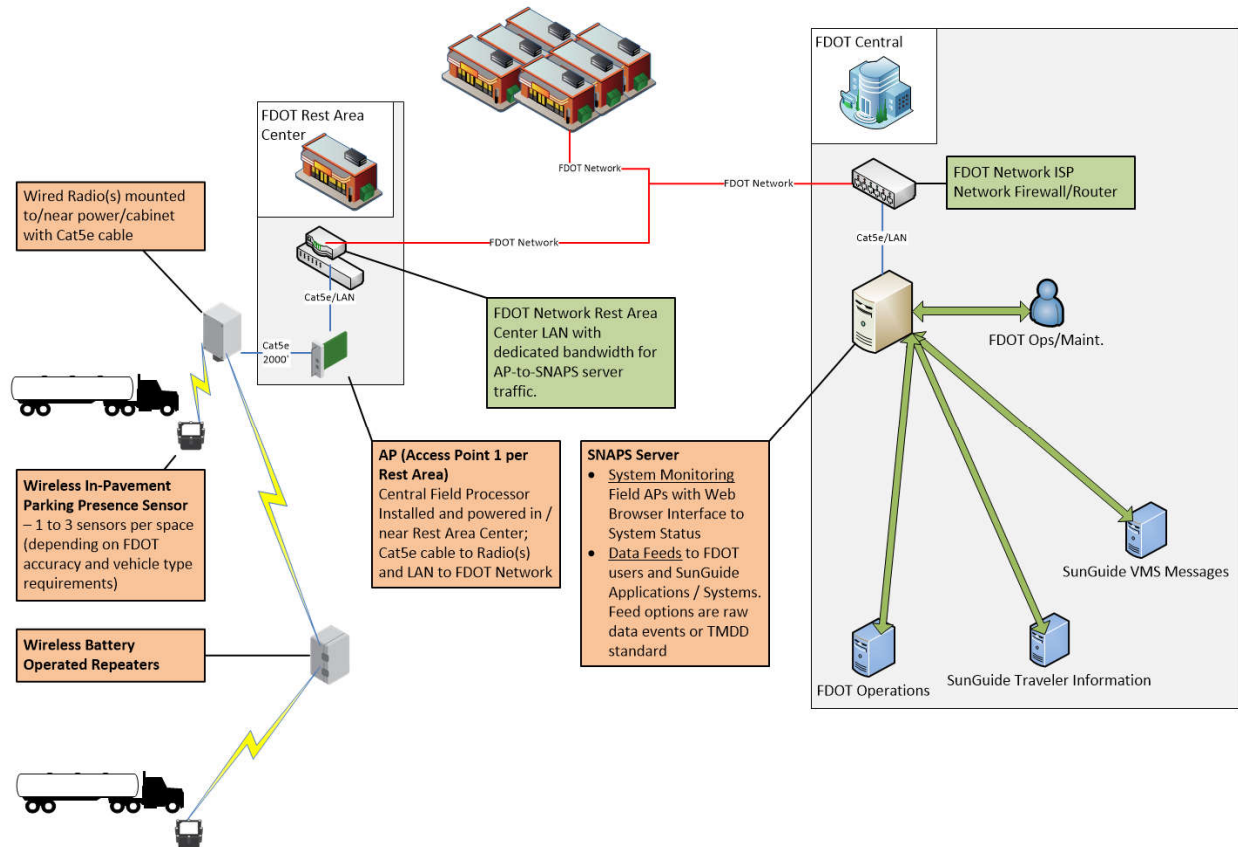 FDOT Central
FDOT Rest Area
Center
FDOT Network
FDOT Network
FDOT Network ISP
Network Firewall/Router
Wired Radio(s) mounted
to/near power/cabinet
with Cat5e cable
FDOT Network
Cat5e/LAN
Cat5e/LAN
FDOT Network Rest Area
Center LAN with
dedicated bandwidth for
AP-to-SNAPS server
traffic.
FDOT Ops/Maint.
Cat5e
2000'
Wireless In-Pavement
Parking Presence Sensor
– 1 to 3 sensors per space
(depending on FDOT
accuracy and vehicle type
requirements)
AP (Access Point 1 per
Rest Area)
Central Field Processor
Installed and powered in /
near Rest Area Center;
Cat5e cable to Radio(s)
and LAN to FDOT Network
SNAPS Server
• System Monitoring
Field APs with Web
Browser Interface to
System Status
• Data Feeds to FDOT
users and SunGuide
Applications / Systems.
Feed options are raw
data events or TMDD
standard
SunGuide VMS Messages
Wireless Battery
Operated Repeaters
SunGuide Traveler Information
FDOT Operations